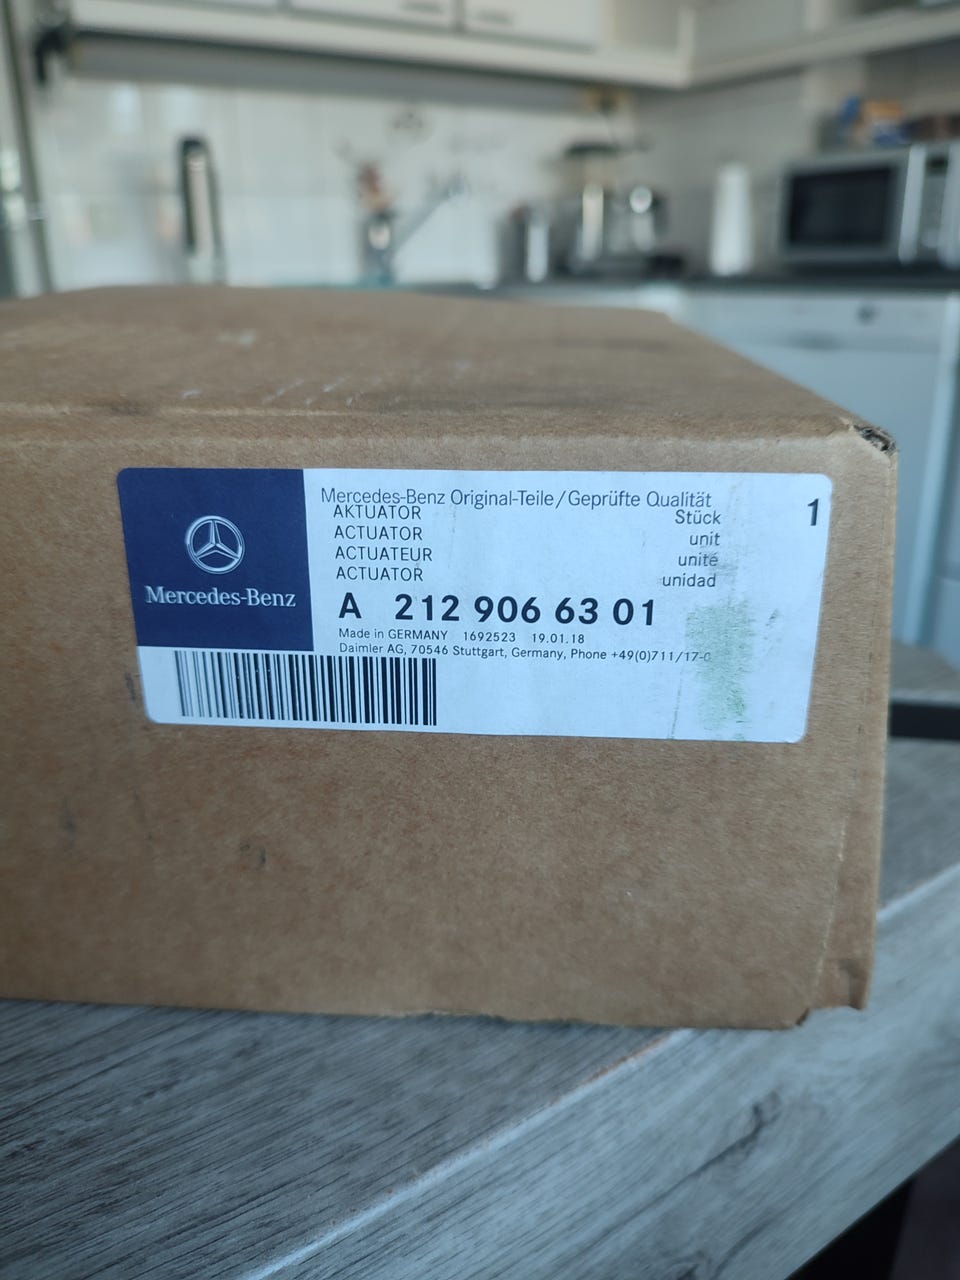 Mercedes-Benz
Mercedes-Benz Original-Teile/Geprüfte Qualität
1
AKTUATOR Stück
ACTUATOR unit
ACTUATEUR unité
ACTUATOR unidad
A 212 906 63 01
Made in GERMANY 1692523 19.01.18
Daimler AG, 70546 Stuttgart, Germany, Phone +49(0)711/17-0